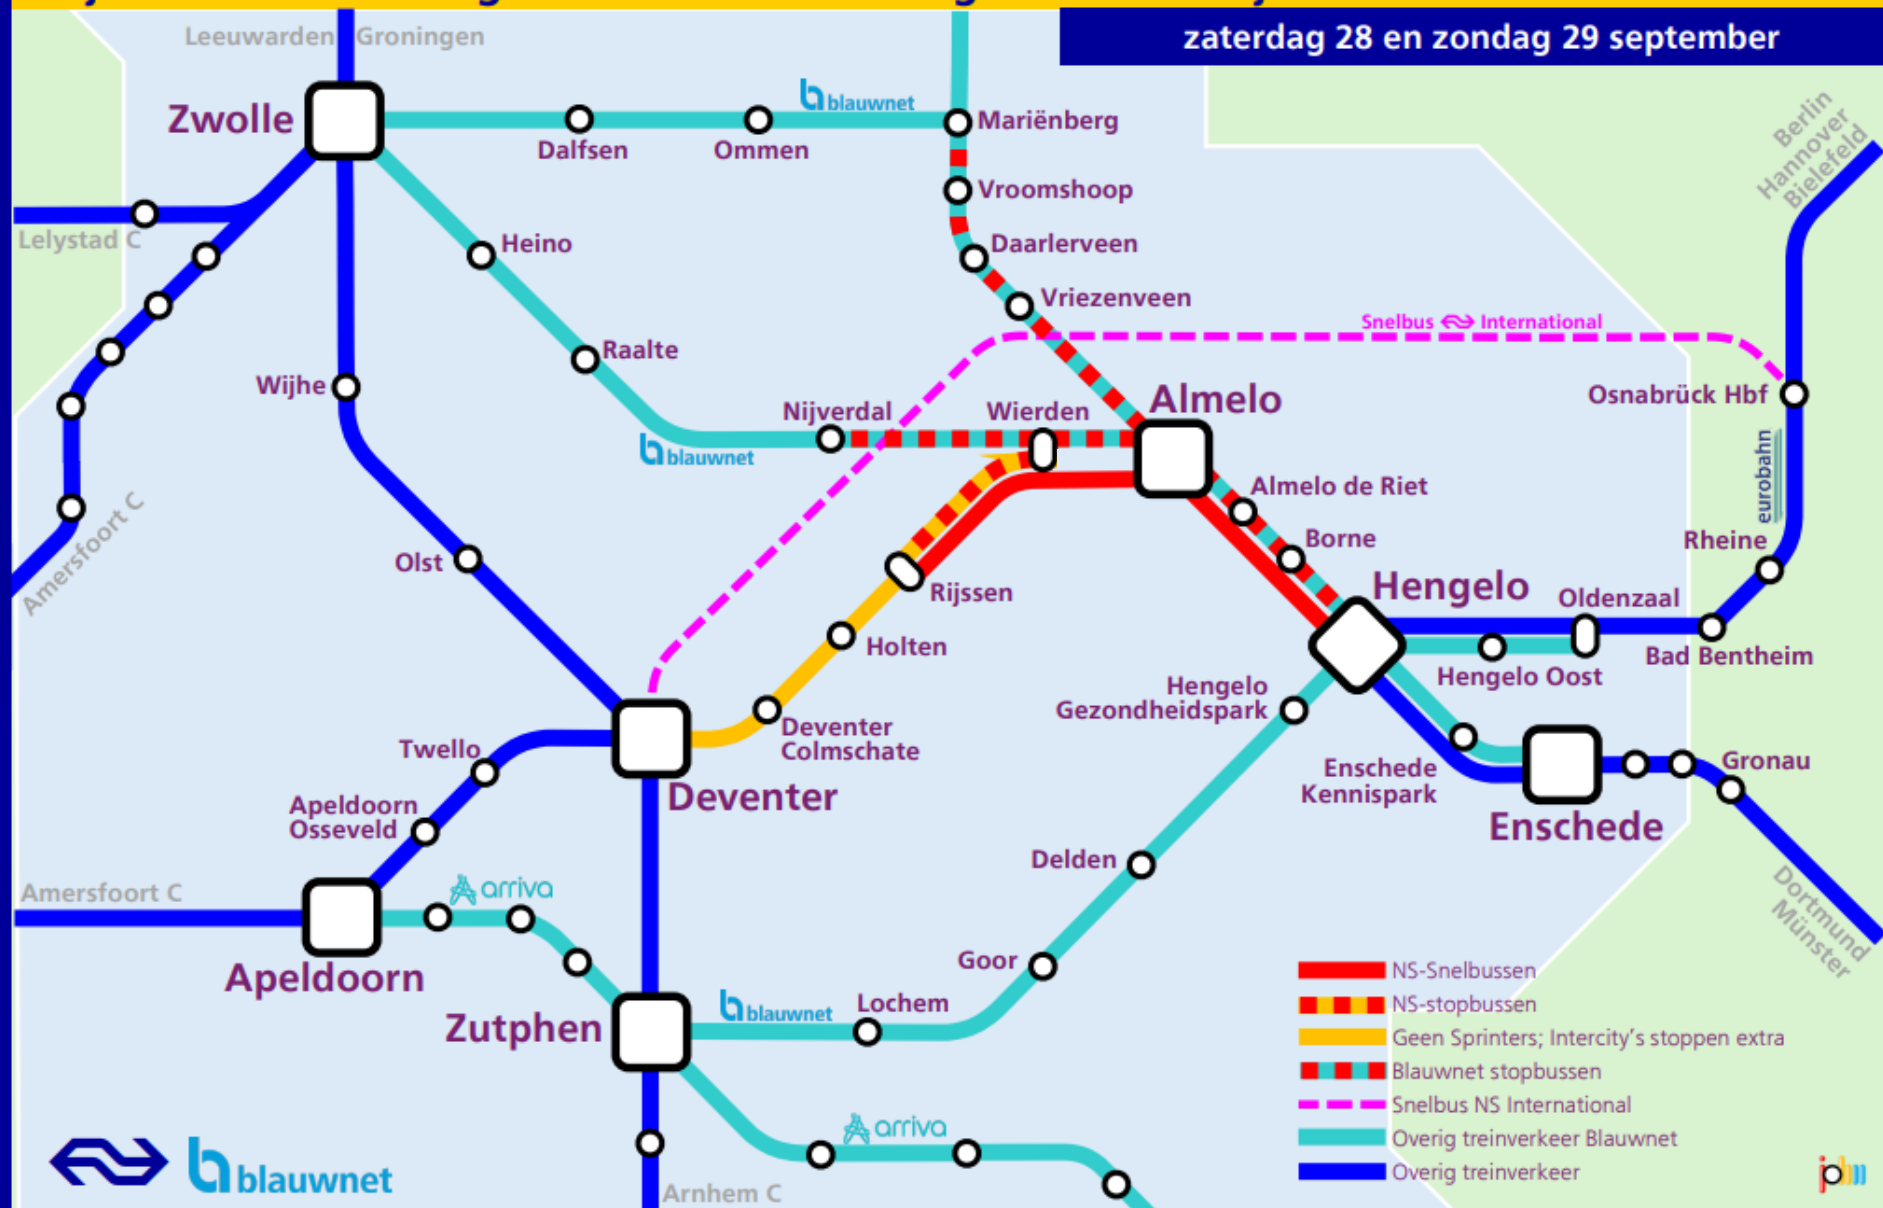 zaterdag 28 en zondag 29 september
Leeuwarden Groningen
Zwolle
blauwnet
Dalfsen
Ommen
Mariënberg
Berlin
Hannover
Bielefeld
Vroomshoop
Lelystad C
Heino
Daarlerveen
Vriezenveen
Snelbus International
Raalte
Wijhe
Nijverdal
Wierden
Almelo
Osnabrück Hbf
blauwnet
eurobahn
Almelo de Riet
Amersfoort C
Olst
Borne
Rheine
Rijssen
Hengelo
Oldenzaal
Holten
Bad Bentheim
Hengelo Oost
Hengelo
Gezondheidspark
Deventer
Colmschate
Twello
Deventer
Enschede
Kennispark
Gronau
Apeldoorn
Osseveld
Enschede
Delden
Amersfoort C
arriva
Dortmund
Münster
Apeldoorn
Goor
Zutphen
blauwnet
Lochem
NS-Snelbussen
NS-stopbussen
Geen Sprinters; Intercity's stoppen extra
Blauwnet stopbussen
Snelbus NS International
Overig treinverkeer Blauwnet
Overig treinverkeer
arriva
blauwnet
Arnhem C